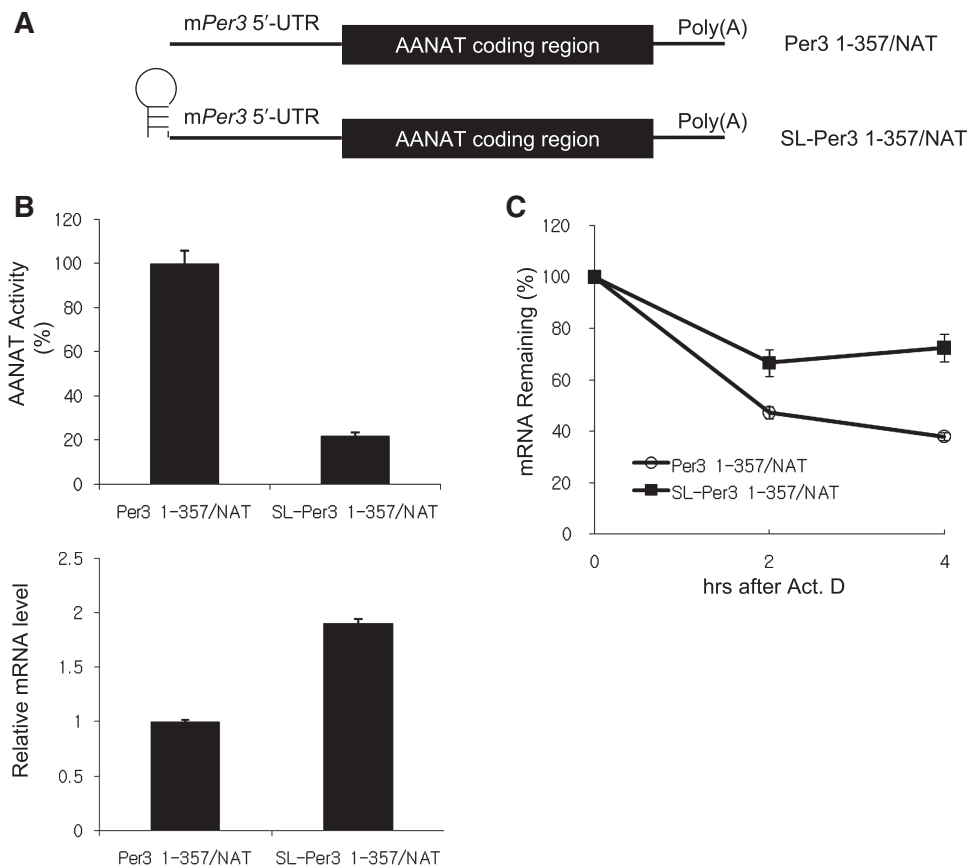 A
mPer3 5′-UTR
AANAT coding region
Poly(A)
Per3 1-357/NAT
mPer3 5′-UTR
AANAT coding region
Poly(A)
SL-Per3 1-357/NAT
B
AANAT Activity
(%)
120
100
80
60
40
20
0
Per3 1-357/NAT
SL-Per3 1-357/NAT
Relative mRNA level
2.5
2
1.5
1
0.5
0
Per3 1-357/NAT
SL-Per3 1-357/NAT
C
mRNA Remaining (%)
120
100
80
60
40
20
0
Per3 1-357/NAT
SL-Per3 1-357/NAT
0
2
4
hrs after Act. D